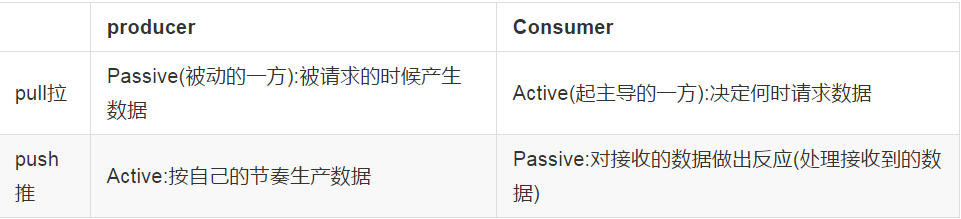 producer
Consumer
pull拉
Passive(被动的一方):被请求的时候产生
数据
Active(起主导的一方):决定何时请求数据
push
推
Active:按自己的节奏生产数据
Passive:对接收的数据做出反应(处理接收到的数
据)